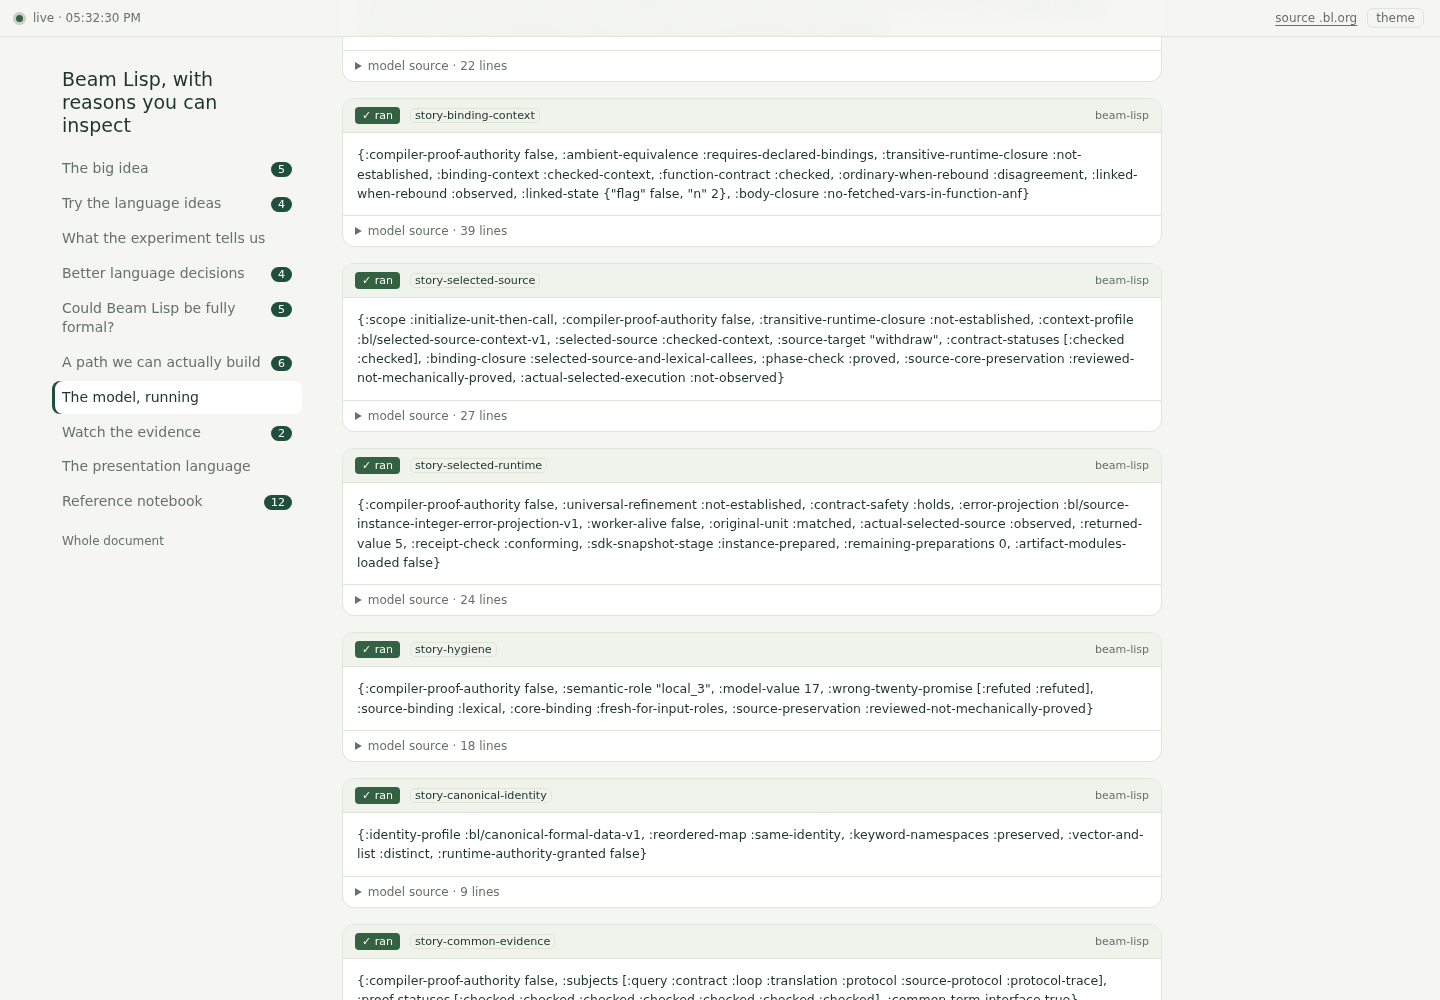 live · 05:32:30 PM
source .bl.org
theme
Beam Lisp, with
reasons you can
inspect
The big idea 5
Try the language ideas 4
What the experiment tells us
Better language decisions 4
Could Beam Lisp be fully
formal? 5
A path we can actually build 6
The model, running
Watch the evidence 2
The presentation language
Reference notebook 12
Whole document
▶ model source · 22 lines
✓ ran story-binding-context beam-lisp
{:compiler-proof-authority false, :ambient-equivalence :requires-declared-bindings, :transitive-runtime-closure :not-
established, :binding-context :checked-context, :function-contract :checked, :ordinary-when-rebound :disagreement, :linked-
when-rebound :observed, :linked-state {"flag" false, "n" 2}, :body-closure :no-fetched-vars-in-function-anf}
▶ model source · 39 lines
✓ ran story-selected-source beam-lisp
{:scope :initialize-unit-then-call, :compiler-proof-authority false, :transitive-runtime-closure :not-established, :context-profile
:bl/selected-source-context-v1, :selected-source :checked-context, :source-target "withdraw", :contract-statuses [:checked
:checked], :binding-closure :selected-source-and-lexical-callees, :phase-check :proved, :source-core-preservation :reviewed-
not-mechanically-proved, :actual-selected-execution :not-observed}
▶ model source · 27 lines
✓ ran story-selected-runtime beam-lisp
{:compiler-proof-authority false, :universal-refinement :not-established, :contract-safety :holds, :error-projection :bl/source-
instance-integer-error-projection-v1, :worker-alive false, :original-unit :matched, :actual-selected-source :observed, :returned-
value 5, :receipt-check :conforming, :sdk-snapshot-stage :instance-prepared, :remaining-preparations 0, :artifact-modules-
loaded false}
▶ model source · 24 lines
✓ ran story-hygiene beam-lisp
{:compiler-proof-authority false, :semantic-role "local_3", :model-value 17, :wrong-twenty-promise [:refuted :refuted],
:source-binding :lexical, :core-binding :fresh-for-input-roles, :source-preservation :reviewed-not-mechanically-proved}
▶ model source · 18 lines
✓ ran story-canonical-identity beam-lisp
{:identity-profile :bl/canonical-formal-data-v1, :reordered-map :same-identity, :keyword-namespaces :preserved, :vector-and-
list :distinct, :runtime-authority-granted false}
▶ model source · 9 lines
✓ ran story-common-evidence beam-lisp
{:compiler-proof-authority false, :subjects [:query :contract :loop :translation :protocol :source-protocol :protocol-trace],
:proof-statuses [:checked :checked :checked :checked :checked :checked :checked], :common-term-interface true}